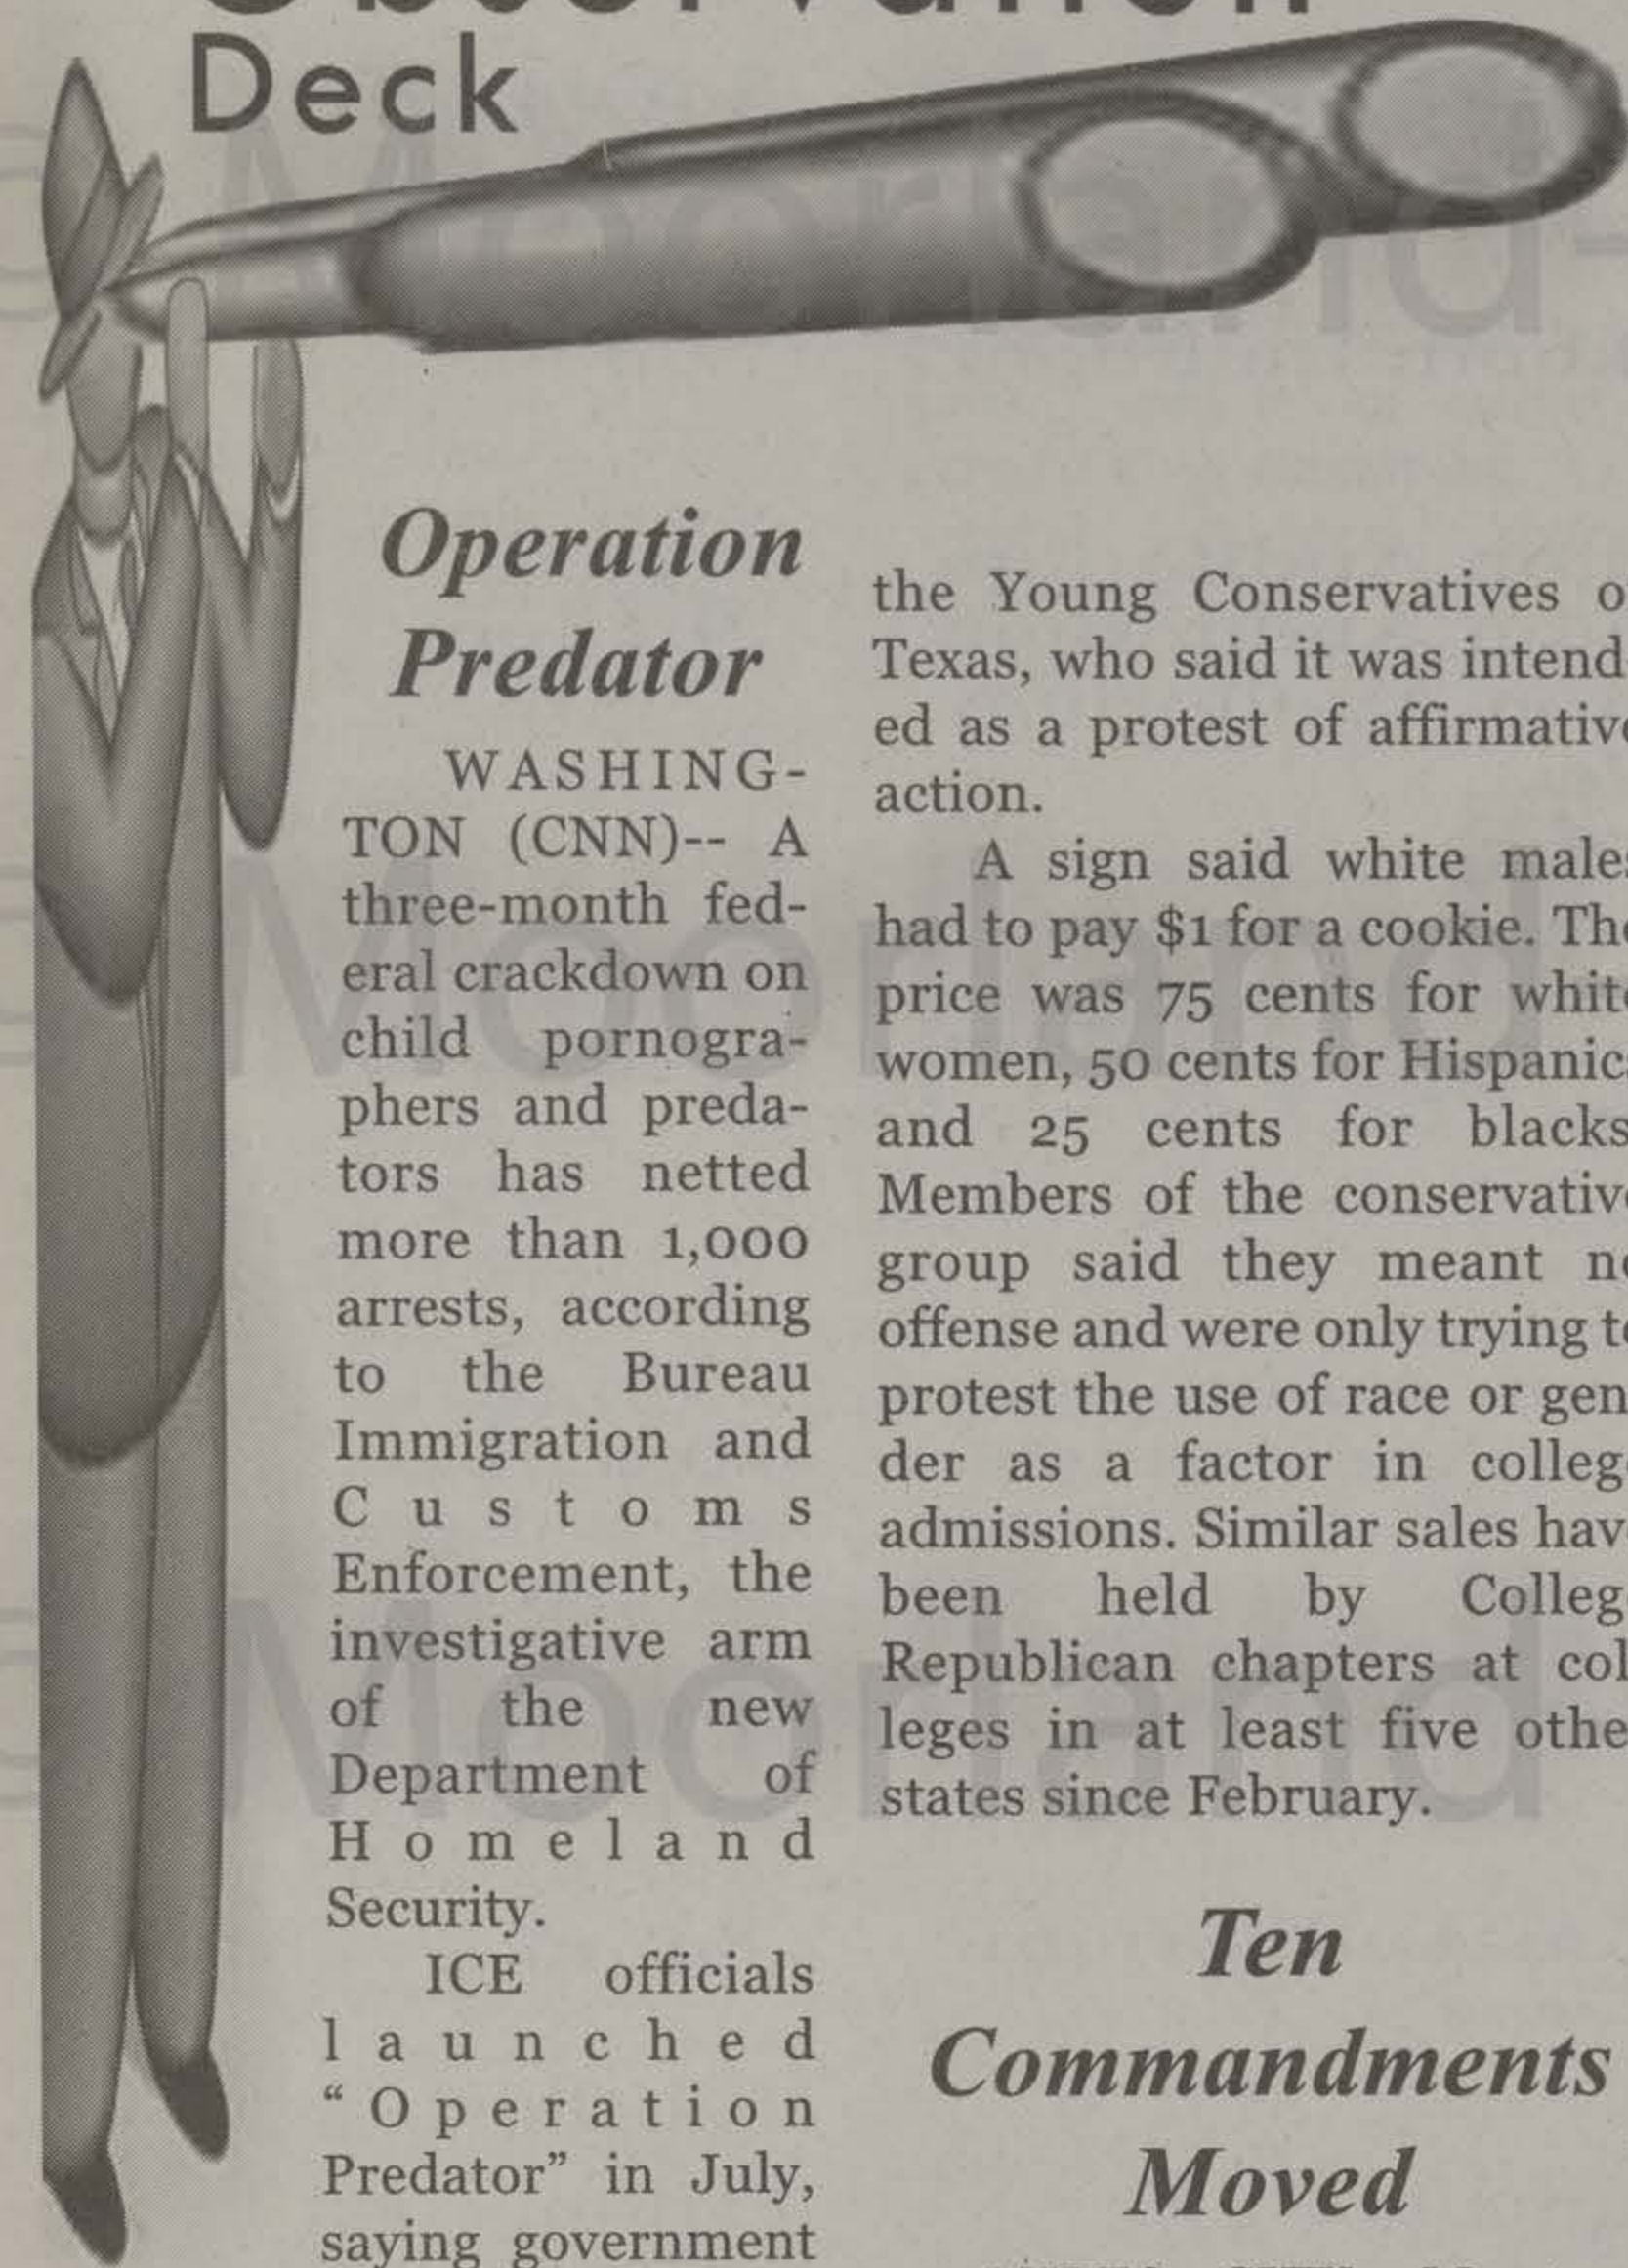 Observation
Deck
Operation
Predator
WASHING-
TON (CNN)-- A
three-month fed-
eral crackdown on
child pornogra-
phers and preda-
tors has netted
more than 1,000
arrests, according
to the Bureau
Immigration and
Customs
Enforcement, the
investigative arm
of the new
Department of
Homeland
Security.
ICE officials
launched
“Operation
Predator” in July,
saying government
the Young Conservatives
Texas, who said it was intend-
ed as a protest of affirmative
action.
A sign said white males
had to pay $1 for a cookie. The
price was 75 cents for white
women, 50 cents for Hispanics
and 25 cents for blacks.
Members of the conservative
group said they meant no
offense and were only trying to
protest the use of race or gen-
der as a factor in college
admissions. Similar sales have
been held by College
Republican chapters at col-
leges in at least five other
states since February.
Ten
Commandments
Moved
Moorland-
Moorland
Moorland